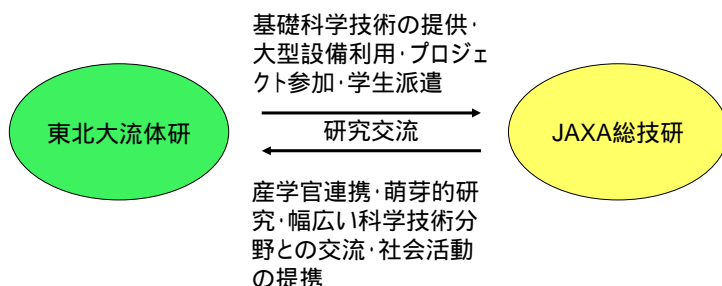 基礎科学技術の提供・
大型設備利用・プロジェ
クト参加・学生派遣
東北大流体研
研究交流
JAXA総技研
産学官連携・萌芽的研
究・幅広い科学技術分
野との交流・社会活動
の提携